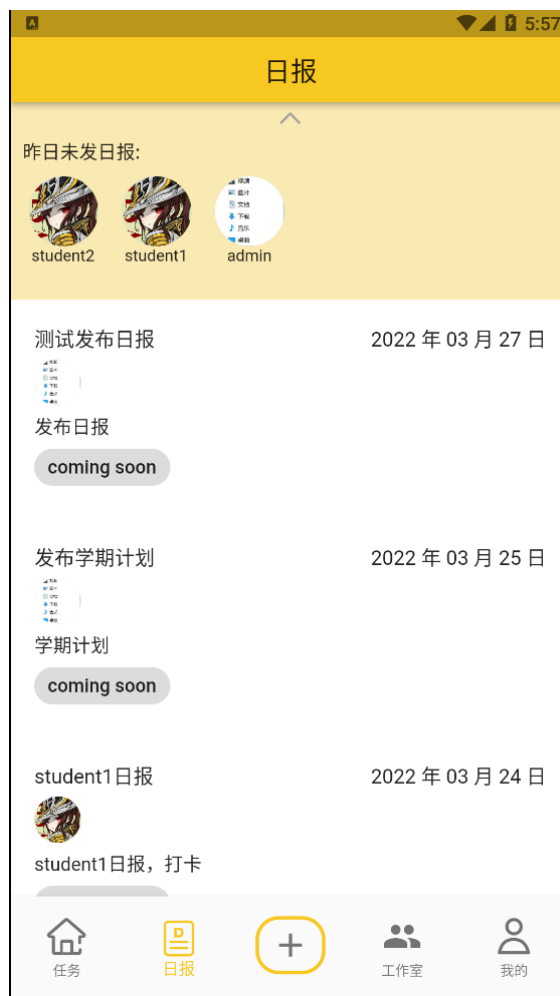 5:57
日报
昨日未发日报:
student2 student1 admin
测试发布日报 2022 年 03 月 27 日
发布日报
coming soon
发布学期计划 2022 年 03 月 25 日
学期计划
coming soon
student1日报 2022 年 03 月 24 日
student1日报，打卡
任务 日报 工作室 我的